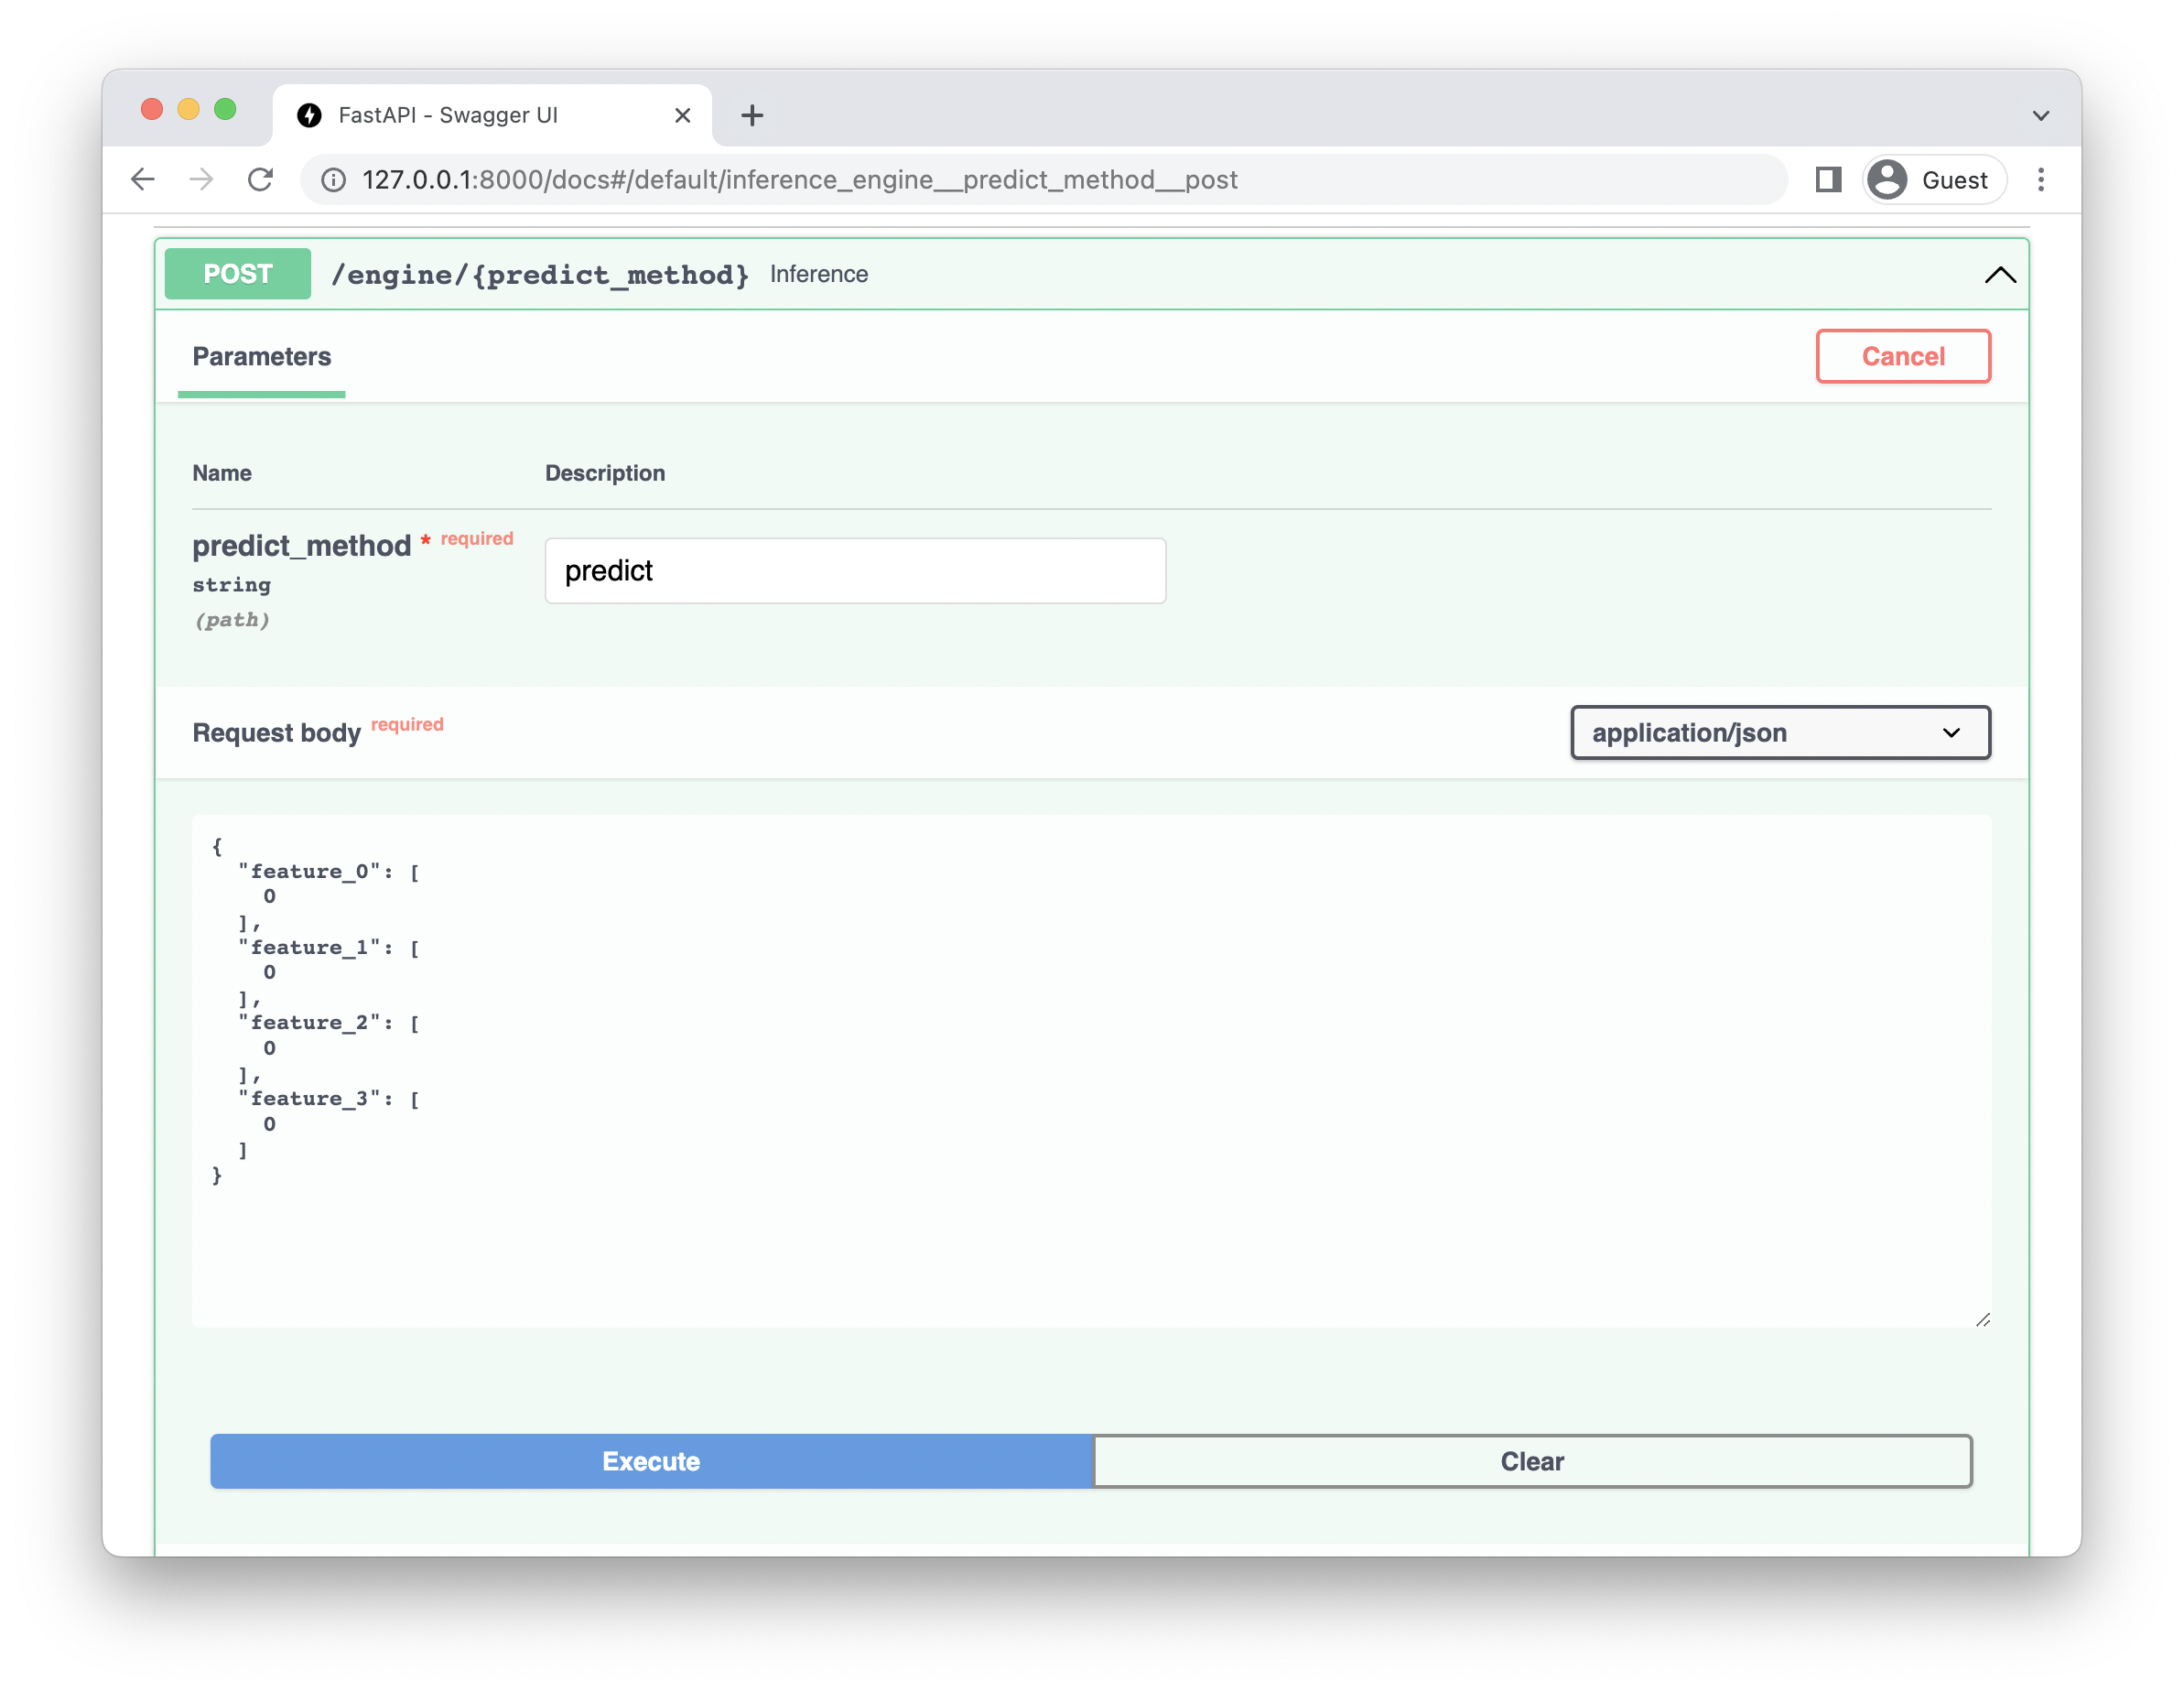 FastAPI - Swagger UI
127.0.0.1:8000/docs#/default/inference_engine__predict_method__post
Guest
POST /engine/{predict_method} Inference
Parameters
Cancel
Name Description
predict_method * required
string
(path)
predict
Request body required
application/json
{
  "feature_0": [
    0
  ],
  "feature_1": [
    0
  ],
  "feature_2": [
    0
  ],
  "feature_3": [
    0
  ]
}
Execute
Clear